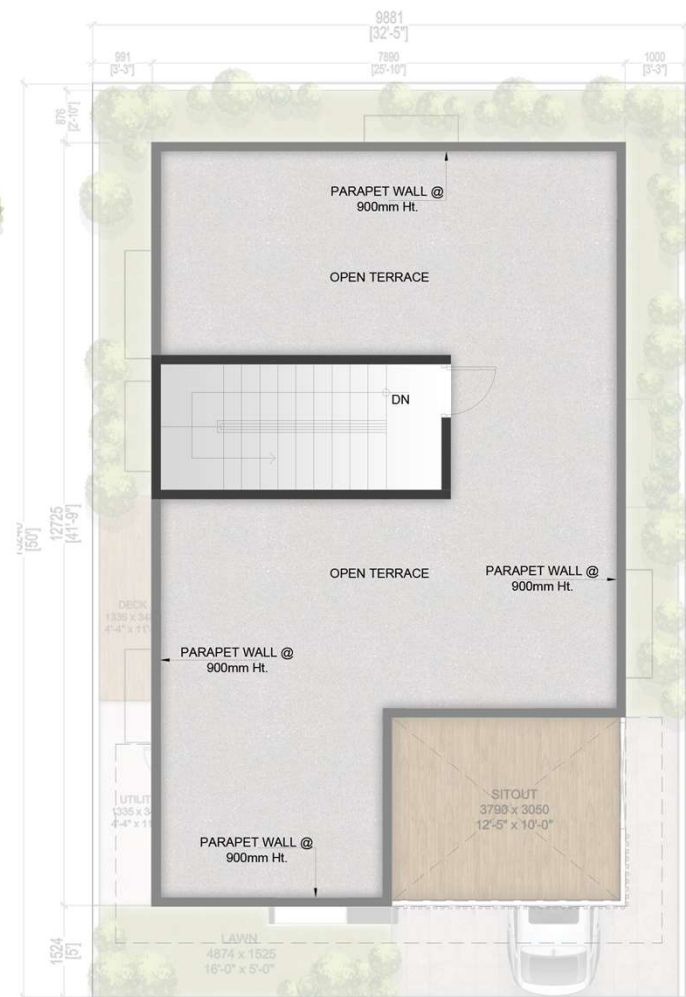 9881
[32'-5"]
991
[3'-3"]
7890
[25'-10"]
1000
[3'-3"]
876
[2'-10"]
PARAPET WALL @
900mm Ht.
OPEN TERRACE
DN
12725
[41'-9"]
[50']
OPEN TERRACE
PARAPET WALL @
900mm Ht.
DECK
PARAPET WALL @
900mm Ht.
SITOUT
3790 x 3050
12'-5" x 10'-0"
PARAPET WALL @
900mm Ht.
1524
[5']
LAWN
4874 x 1525
16'-0" x 5'-0"